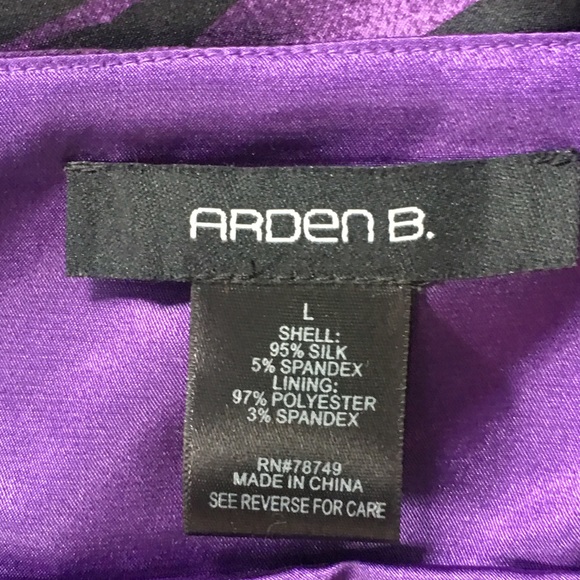 ARDEN B.
L
SHELL:
95% SILK
5% SPANDEX
LINING:
97% POLYESTER
3% SPANDEX
RN#78749
MADE IN CHINA
SEE REVERSE FOR CARE